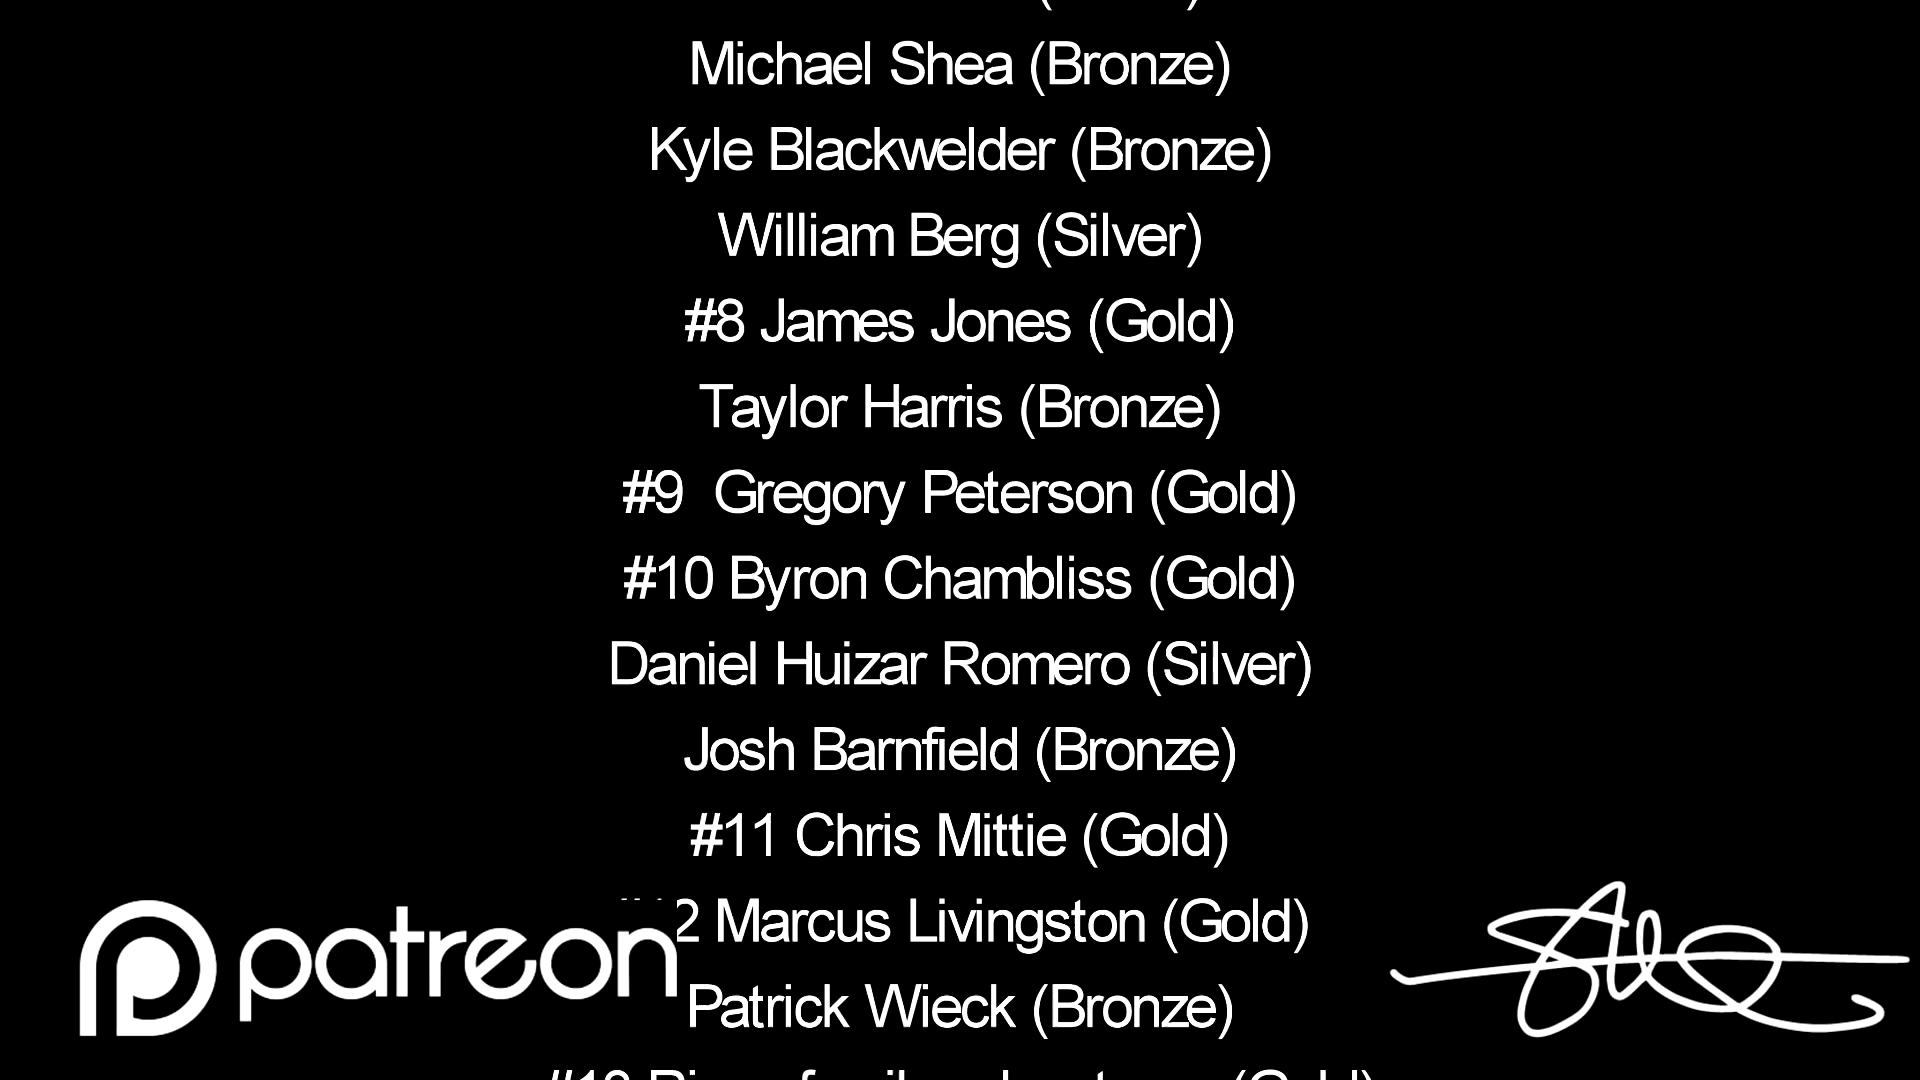 Michael Shea (Bronze)
Kyle Blackwelder (Bronze)
William Berg (Silver)
#8 James Jones (Gold)
Taylor Harris (Bronze)
#9  Gregory Peterson (Gold)
#10 Byron Chambliss (Gold)
Daniel Huizar Romero (Silver)
Josh Barnfield (Bronze)
#11 Chris Mittie (Gold)
2 Marcus Livingston (Gold)
patreon
Patrick Wieck (Bronze)